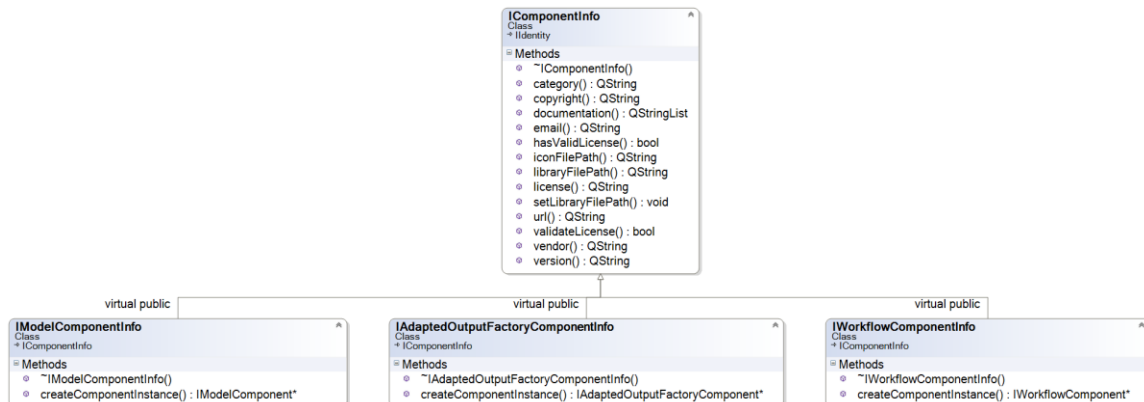 IComponentInfo
Class
IIdentity
Methods
~IComponentInfo()
category() : QString
copyright() : QString
documentation() : QStringList
email() : QString
hasValidLicense() : bool
iconFilePath() : QString
libraryFilePath() : QString
license() : QString
setLibraryFilePath() : void
url() : QString
validateLicense() : bool
vendor() : QString
version() : QString
virtual public
virtual public
virtual public
IModelComponentInfo
Class
IComponentInfo
Methods
~IModelComponentInfo()
createComponentInstance() : IModelComponent*
IAdaptedOutputFactoryComponentInfo
Class
IComponentInfo
Methods
~IAdaptedOutputFactoryComponentInfo()
createComponentInstance() : IAdaptedOutputFactoryComponent*
IWorkflowComponentInfo
Class
IComponentInfo
Methods
~IWorkflowComponentInfo()
createComponentInstance() : IWorkflowComponent*